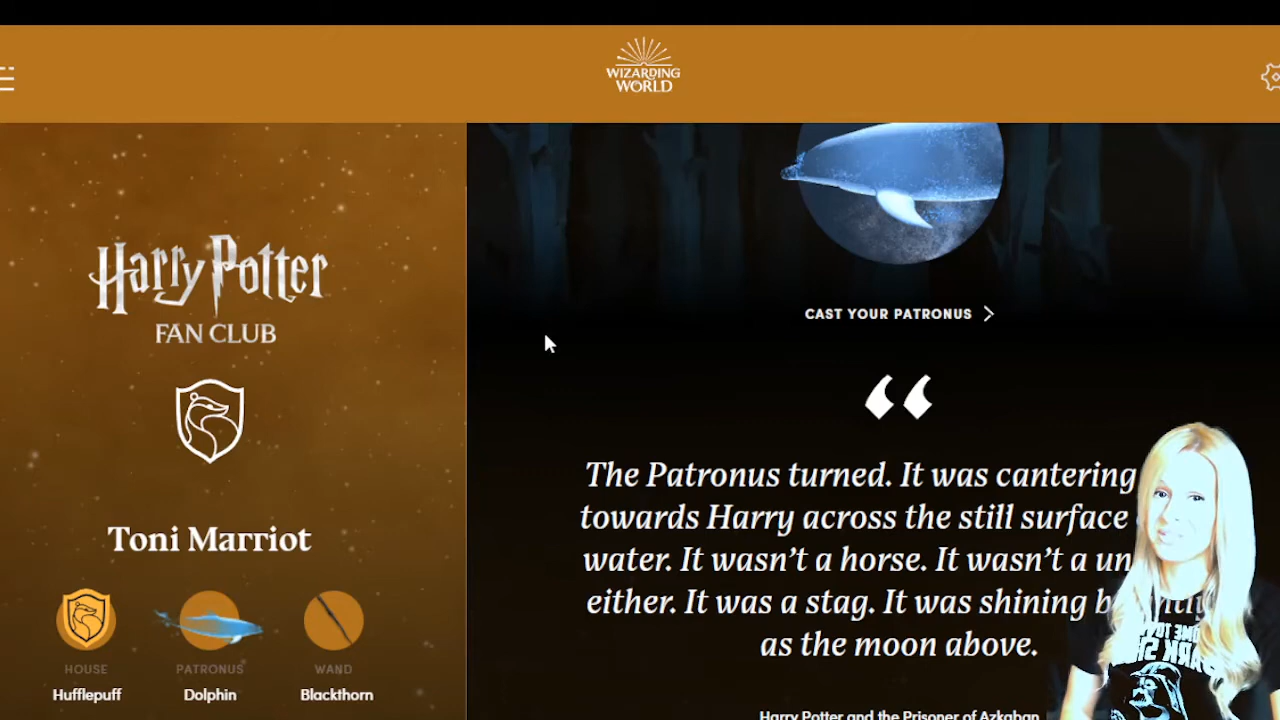 WIZARDING
WORLD
Harry Potter
FAN CLUB
Toni Marriot
HOUSE
Hufflepuff
PATRONUS
Dolphin
WAND
Blackthorn
CAST YOUR PATRONUS
“
The Patronus turned. It was cantering
towards Harry across the still surface
water. It wasn’t a horse. It wasn’t a
either. It was a stag. It was shining
as the moon above.
Harry Potter and the Prisoner of Azkaban